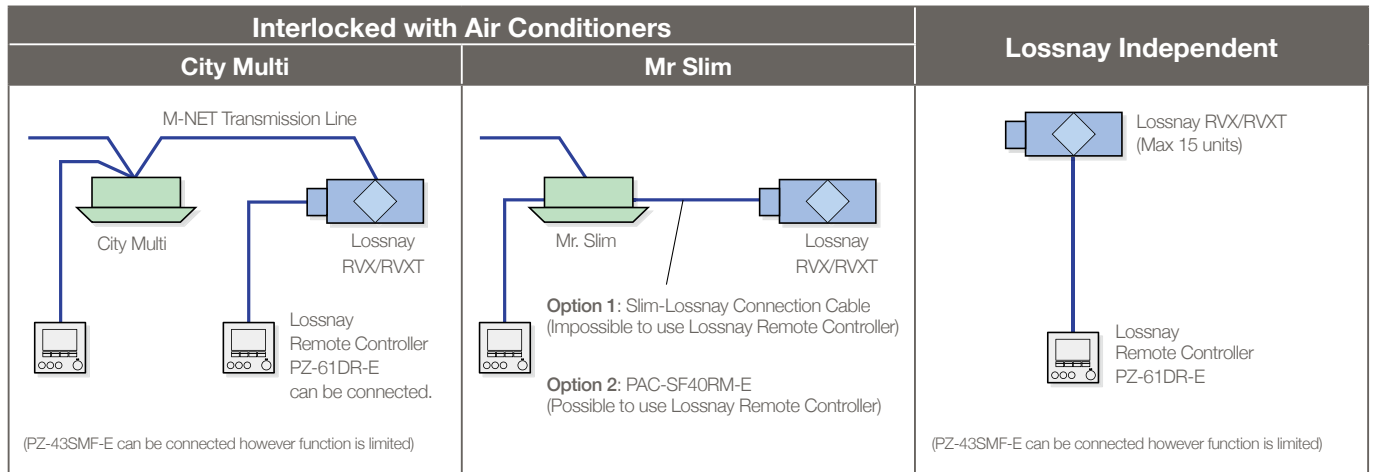 Interlocked with Air Conditioners
City Multi
Mr Slim
Lossnay Independent
M-NET Transmission Line
City Multi
Lossnay
RVX/RVXT
Lossnay
Remote Controller
PZ-61DR-E
can be connected.
(PZ-43SMF-E can be connected however function is limited)
Mr. Slim
Lossnay
RVX/RVXT
Option 1: Slim-Lossnay Connection Cable
(Impossible to use Lossnay Remote Controller)
Option 2: PAC-SF40RM-E
(Possible to use Lossnay Remote Controller)
Lossnay RVX/RVXT
(Max 15 units)
Lossnay
Remote Controller
PZ-61DR-E
(PZ-43SMF-E can be connected however function is limited)